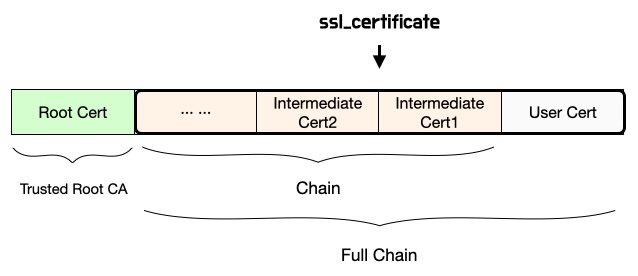 ssl_certificate
Root Cert
... ...
Intermediate
Cert2
Intermediate
Cert1
User Cert
Trusted Root CA
Chain
Full Chain